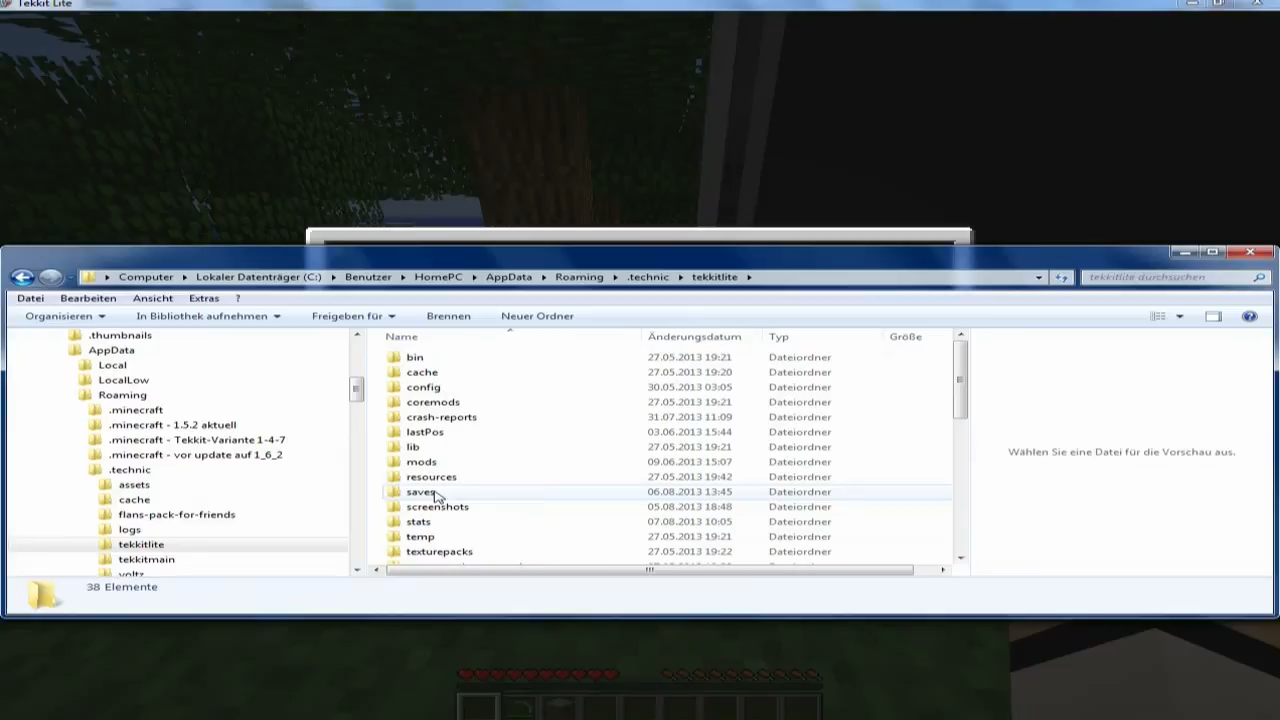 Tekkit Lite
Computer Lokaler Datenträger (C:) Benutzer HomePC AppData Roaming .technic tekkitlite tekkitlite durchsuchen
Datei Bearbeiten Ansicht Extras ?
Organisieren In Bibliothek aufnehmen Freigeben für Brennen Neuer Ordner
.thumbnails
AppData
Local
LocalLow
Roaming
.minecraft
.minecraft - 1.5.2 aktuell
.minecraft - Tekkit-Variante 1-4-7
.minecraft - vor update auf 1_6_2
.technic
assets
cache
flans-pack-for-friends
logs
tekkitlite
tekkitmain
voltz
Name Änderungsdatum Typ Größe
bin 27.05.2013 19:21 Dateiordner
cache 27.05.2013 19:20 Dateiordner
config 30.05.2013 03:05 Dateiordner
coremods 27.05.2013 19:21 Dateiordner
crash-reports 31.07.2013 11:09 Dateiordner
lastPos 03.06.2013 15:44 Dateiordner
lib 27.05.2013 19:21 Dateiordner
mods 09.06.2013 15:07 Dateiordner
resources 27.05.2013 19:42 Dateiordner
saves 06.08.2013 13:45 Dateiordner
screenshots 05.08.2013 18:48 Dateiordner
stats 07.08.2013 10:05 Dateiordner
temp 27.05.2013 19:21 Dateiordner
texturepacks 27.05.2013 19:22 Dateiordner
Wählen Sie eine Datei für die Vorschau aus.
38 Elemente